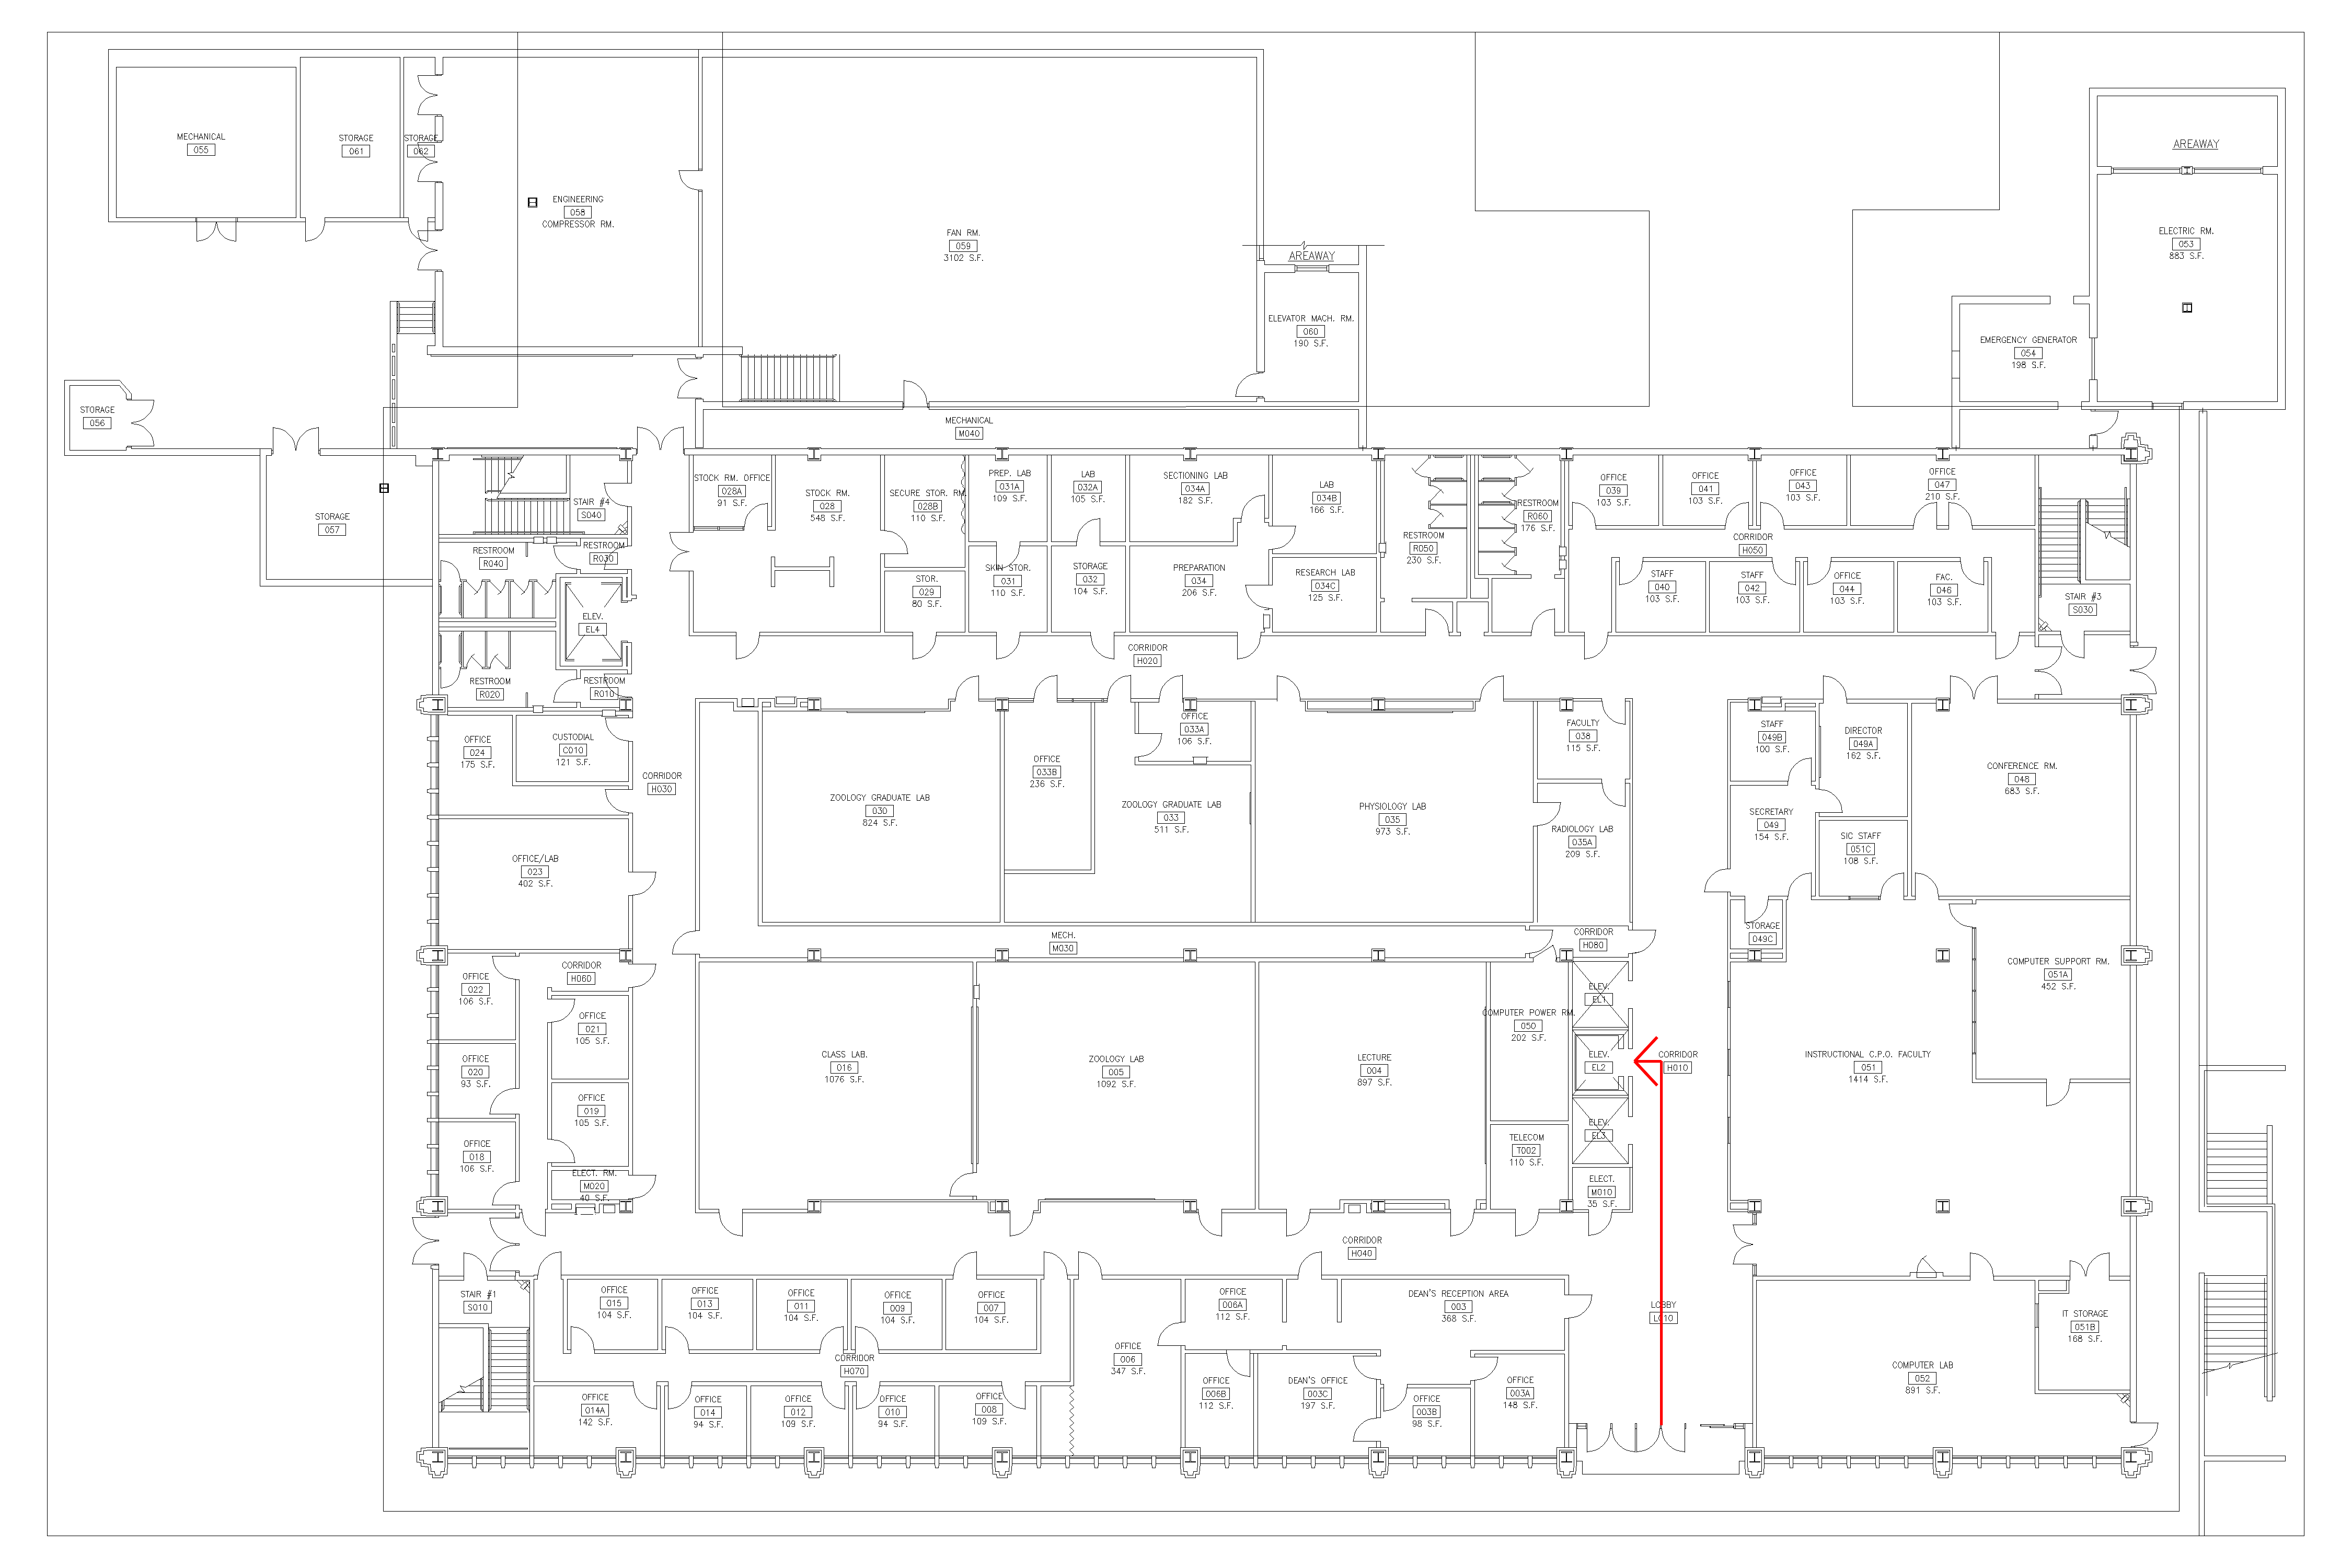 MECHANICAL
055
STORAGE
061
STORAGE
062
ENGINEERING
058
COMPRESSOR RM.
FAN RM.
059
3102 S.F.
AREAWAY
ELEVATOR MACH. RM.
060
190 S.F.
AREAWAY
ELECTRIC RM.
053
883 S.F.
EMERGENCY GENERATOR
054
198 S.F.
STORAGE
056
MECHANICAL
M040
STORAGE
057
STAIR #4
S040
RESTROOM
R040
RESTROOM
R030
ELEV.
EL4
RESTROOM
R020
RESTROOM
R010
STOCK RM. OFFICE
028A
91 S.F.
STOCK RM.
028
548 S.F.
SECURE STOR. RM.
028B
110 S.F.
STOR.
029
80 S.F.
PREP. LAB
031A
109 S.F.
SKIN STOR.
031
110 S.F.
LAB
032A
105 S.F.
STORAGE
032
104 S.F.
SECTIONING LAB
034A
182 S.F.
PREPARATION
034
206 S.F.
LAB
034B
166 S.F.
RESEARCH LAB
034C
125 S.F.
RESTROOM
R050
230 S.F.
RESTROOM
R060
176 S.F.
OFFICE
039
103 S.F.
OFFICE
041
103 S.F.
OFFICE
043
103 S.F.
OFFICE
047
210 S.F.
CORRIDOR
H050
STAFF
040
103 S.F.
STAFF
042
103 S.F.
OFFICE
044
103 S.F.
FAC.
046
103 S.F.
STAIR #3
S030
CORRIDOR
H020
OFFICE
024
175 S.F.
CUSTODIAL
C010
121 S.F.
CORRIDOR
H030
OFFICE/LAB
023
402 S.F.
ZOOLOGY GRADUATE LAB
030
824 S.F.
OFFICE
033B
236 S.F.
OFFICE
033A
106 S.F.
ZOOLOGY GRADUATE LAB
033
511 S.F.
PHYSIOLOGY LAB
035
973 S.F.
FACULTY
038
115 S.F.
RADIOLOGY LAB
035A
209 S.F.
STAFF
049B
100 S.F.
DIRECTOR
049A
162 S.F.
SECRETARY
049
154 S.F.
SIC STAFF
051C
108 S.F.
CONFERENCE RM.
048
683 S.F.
STORAGE
049C
MECH.
M030
CORRIDOR
H080
COMPUTER SUPPORT RM.
051A
452 S.F.
OFFICE
022
106 S.F.
CORRIDOR
H060
OFFICE
021
105 S.F.
OFFICE
020
93 S.F.
OFFICE
019
105 S.F.
OFFICE
018
106 S.F.
ELECT. RM.
M020
40 S.F.
CLASS LAB.
016
1076 S.F.
ZOOLOGY LAB
005
1092 S.F.
LECTURE
004
897 S.F.
COMPUTER POWER RM.
050
202 S.F.
TELECOM
T002
110 S.F.
ELEV.
EL1
ELEV.
EL2
ELEV.
EL3
ELECT.
M010
35 S.F.
CORRIDOR
H010
INSTRUCTIONAL C.P.O. FACULTY
051
1414 S.F.
CORRIDOR
H040
STAIR #1
S010
OFFICE
015
104 S.F.
OFFICE
013
104 S.F.
OFFICE
011
104 S.F.
OFFICE
009
104 S.F.
OFFICE
007
104 S.F.
CORRIDOR
H070
OFFICE
014A
142 S.F.
OFFICE
014
94 S.F.
OFFICE
012
109 S.F.
OFFICE
010
94 S.F.
OFFICE
008
109 S.F.
OFFICE
006
347 S.F.
OFFICE
006A
112 S.F.
OFFICE
006B
112 S.F.
DEAN'S RECEPTION AREA
003
368 S.F.
DEAN'S OFFICE
003C
197 S.F.
OFFICE
003B
98 S.F.
OFFICE
003A
148 S.F.
LOBBY
L010
IT STORAGE
051B
168 S.F.
COMPUTER LAB
052
891 S.F.